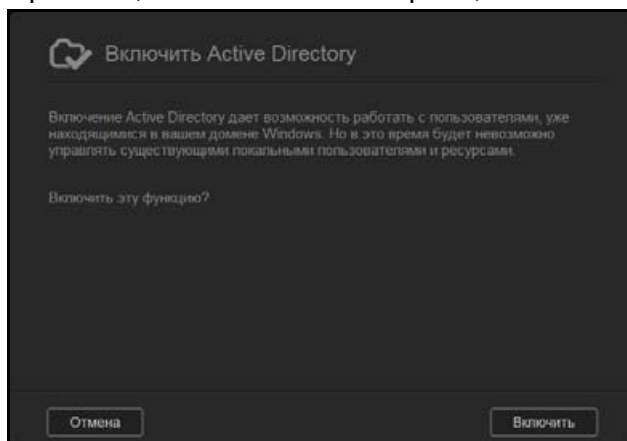 Включить Active Directory
Включение Active Directory дает возможность работать с пользователями, уже
находящимися в вашем домене Windows. Но в это время будет невозможно
управлять существующими локальными пользователями и ресурсами.
Включить эту функцию?
Отмена
Включить